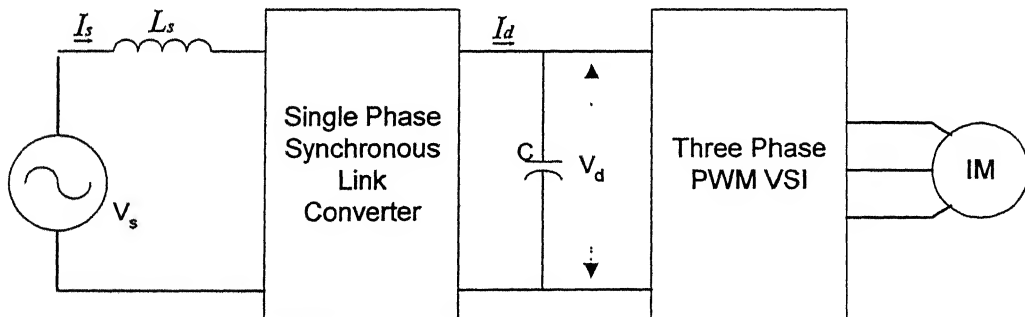 I_s
L_s
I_d
Single Phase
Synchronous
Link
Converter
C
V_d
Three Phase
PWM VSI
IM
V_s